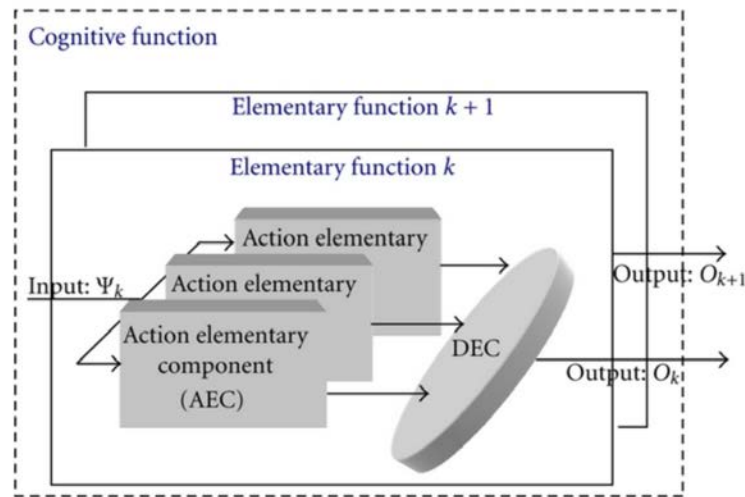 Cognitive function
Elementary function k + 1
Elementary function k
Action elementary
Input: Ψₖ
Action elementary
Output: Oₖ₊₁
Action elementary
component
(AEC)
DEC
Output: Oₖ